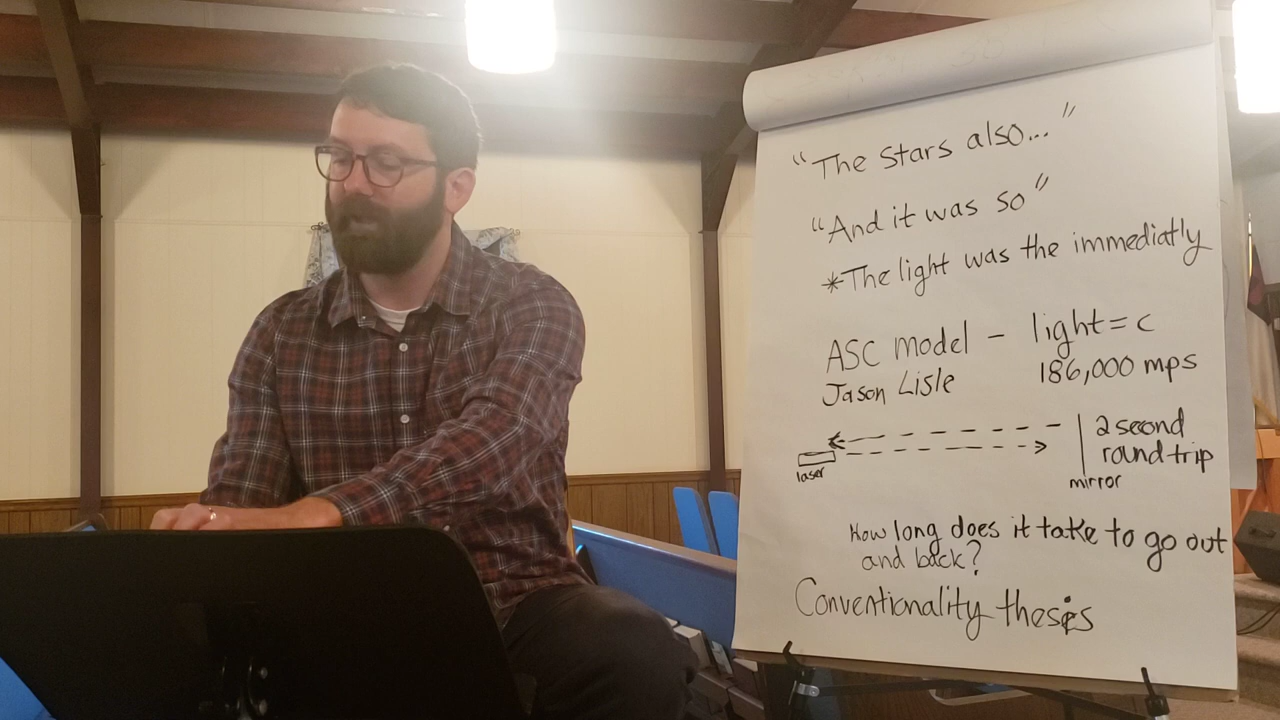 “The stars also...”
“And it was so”
*The light was the immediatly
ASC model - light = c
Jason Lisle 186,000 mps
2 second
round trip
laser
mirror
How long does it take to go out
and back?
Conventionality thesis